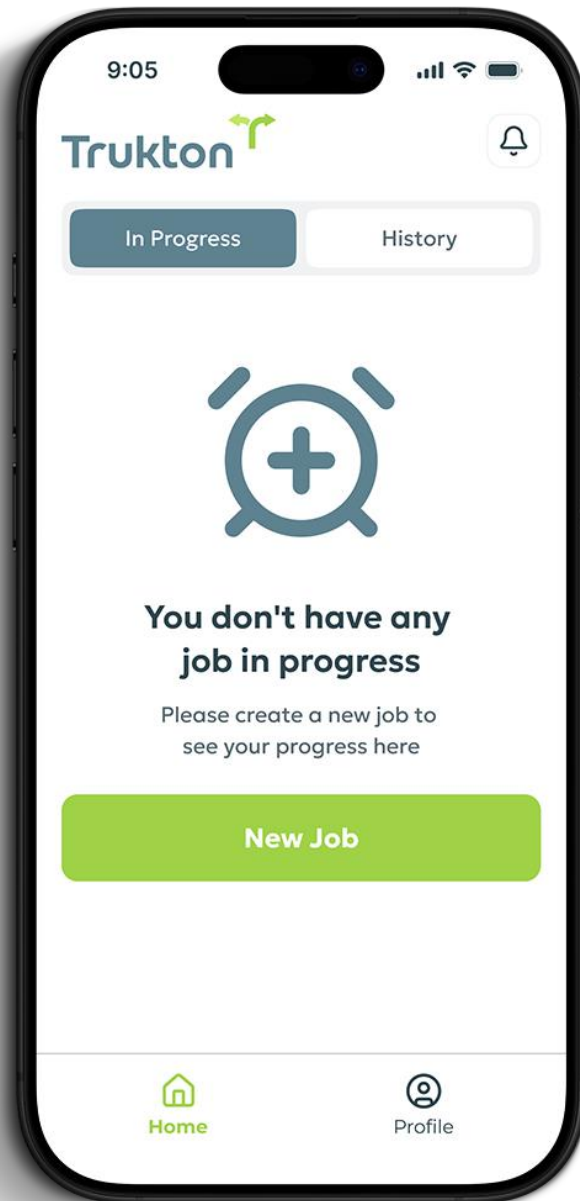 9:05
Trukton
In Progress
History
You don't have any
job in progress
Please create a new job to
see your progress here
New Job
Home
Profile